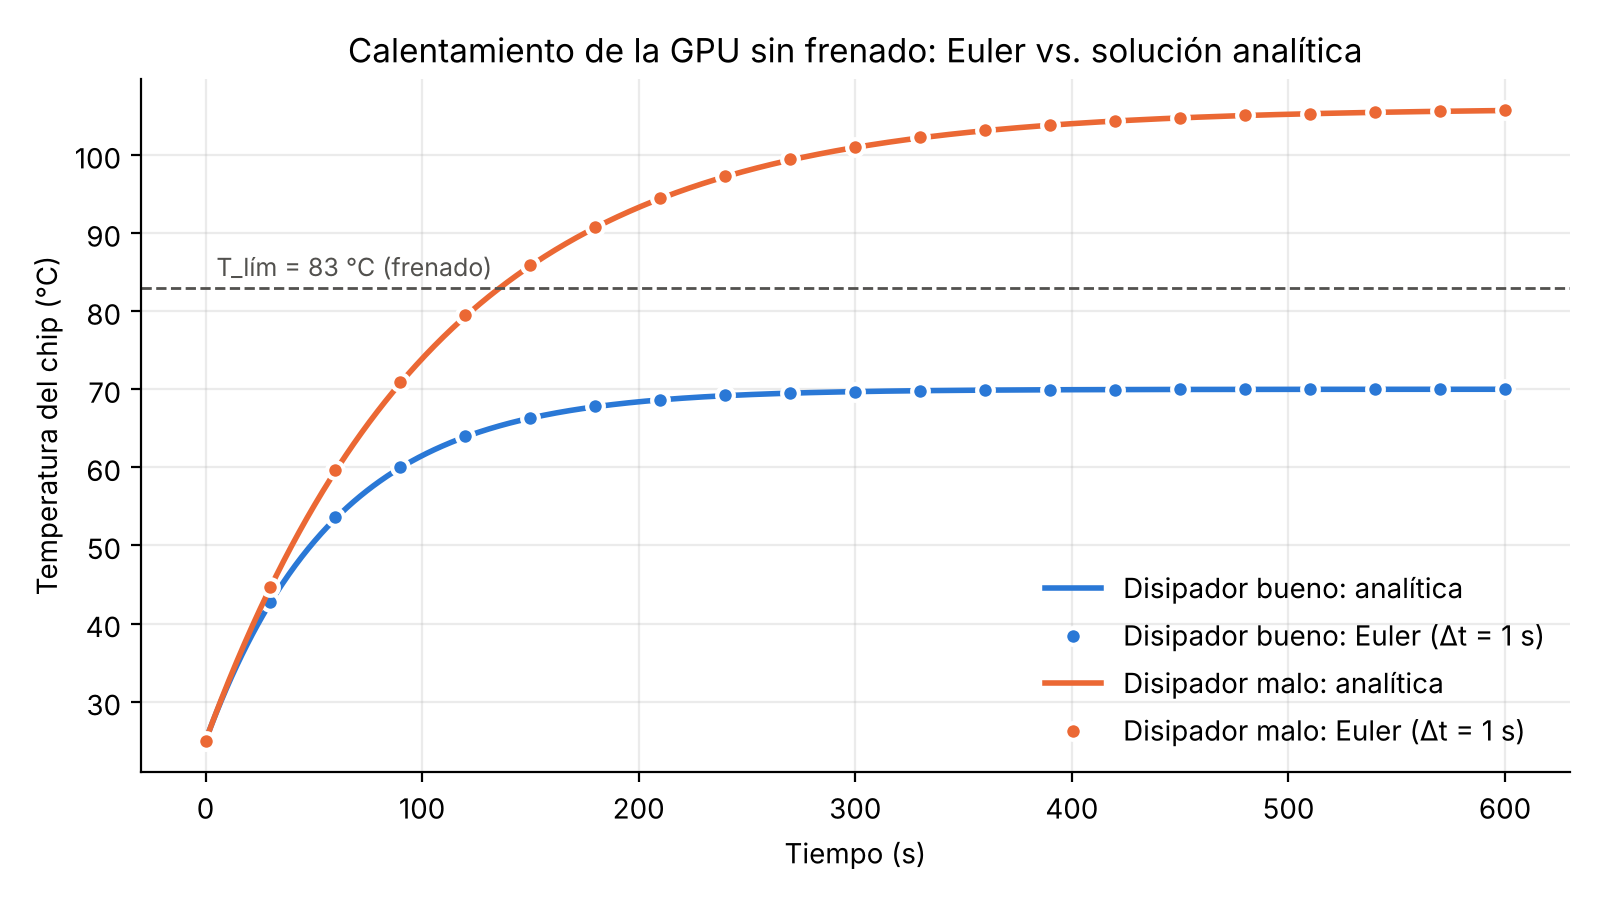 Calentamiento de la GPU sin frenado: Euler vs. solución analítica
Temperatura del chip (°C)
100
90
80
70
60
50
40
30
T_lím = 83 °C (frenado)
Disipador bueno: analítica
Disipador bueno: Euler (Δt = 1 s)
Disipador malo: analítica
Disipador malo: Euler (Δt = 1 s)
0 100 200 300 400 500 600
Tiempo (s)